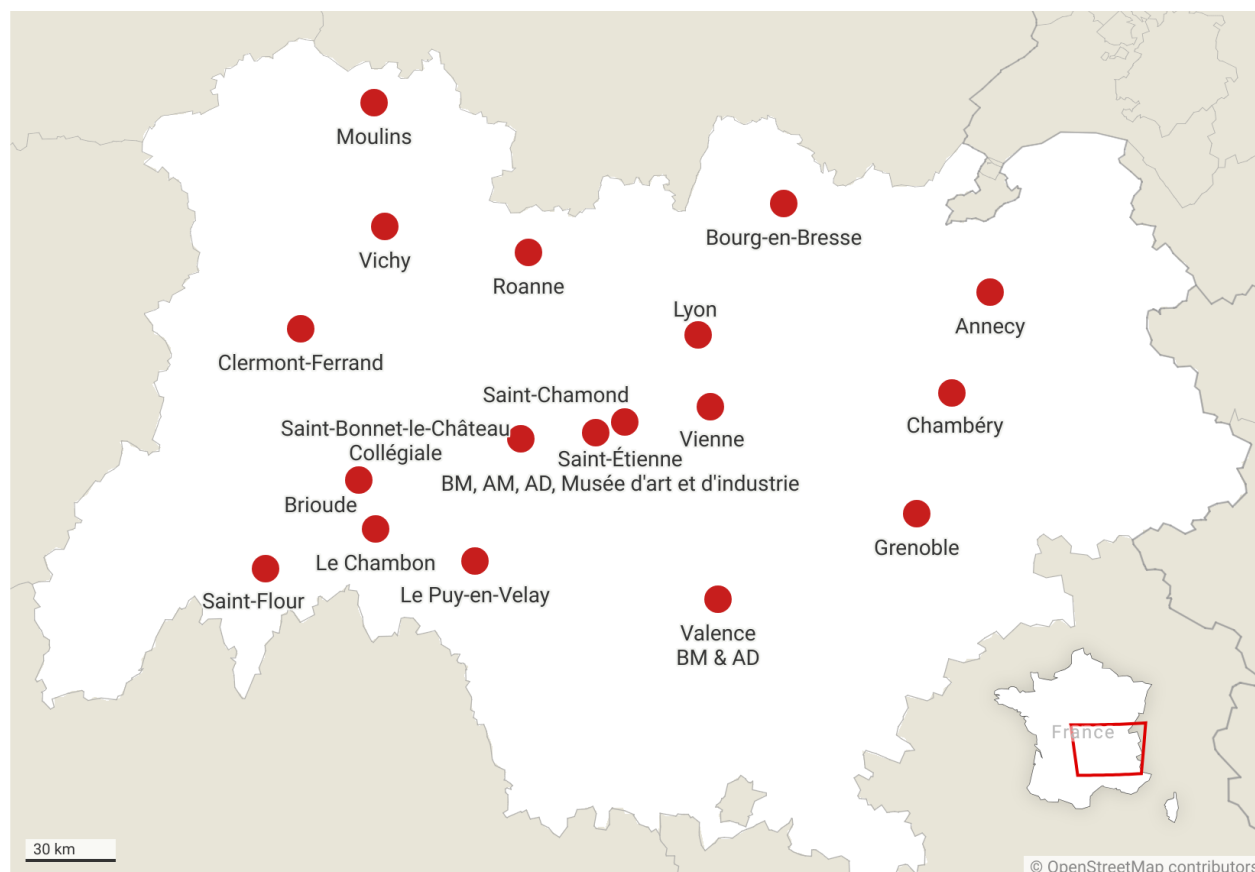 Moulins
Bourg-en-Bresse
Vichy
Roanne
Lyon
Annecy
Clermont-Ferrand
Saint-Chamond
Chambéry
Saint-Bonnet-le-Château
Collégiale
Vienne
Saint-Étienne
BM, AM, AD, Musée d'art et d'industrie
Brioude
Grenoble
Le Chambon
Le Puy-en-Velay
Saint-Flour
Valence
BM & AD
France
30 km
© OpenStreetMap contributors